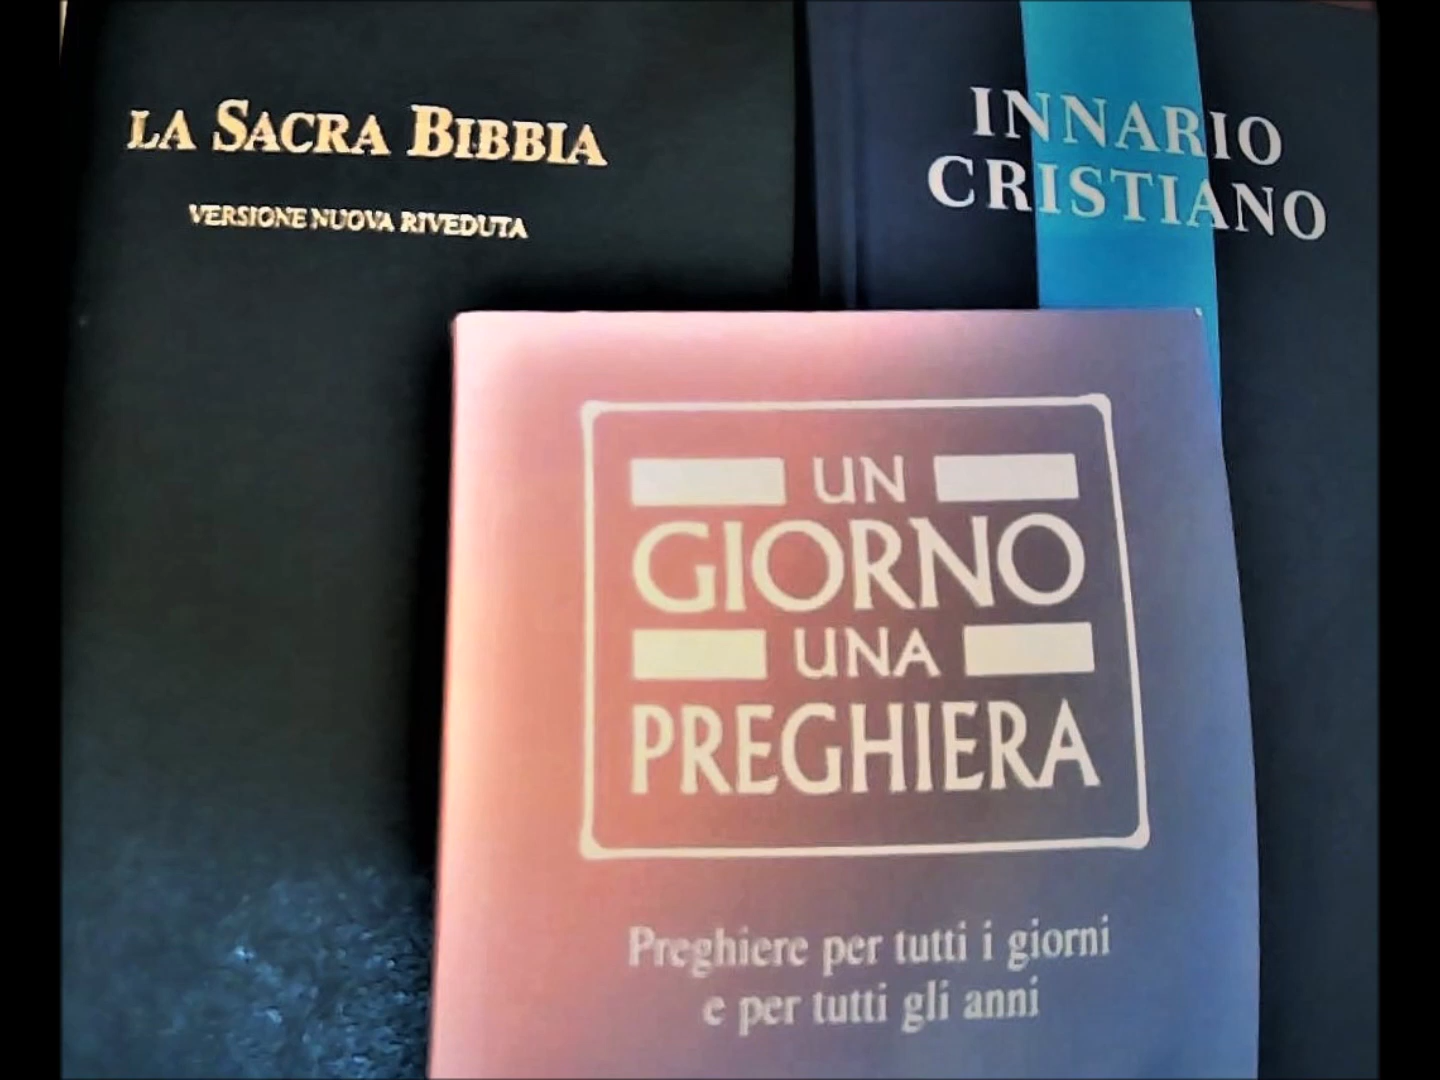 LA SACRA BIBBIA
VERSIONE NUOVA RIVEDUTA
INNARIO
CRISTIANO
UN
GIORNO
UNA
PREGHIERA
Preghiere per tutti i giorni
e per tutti gli anni